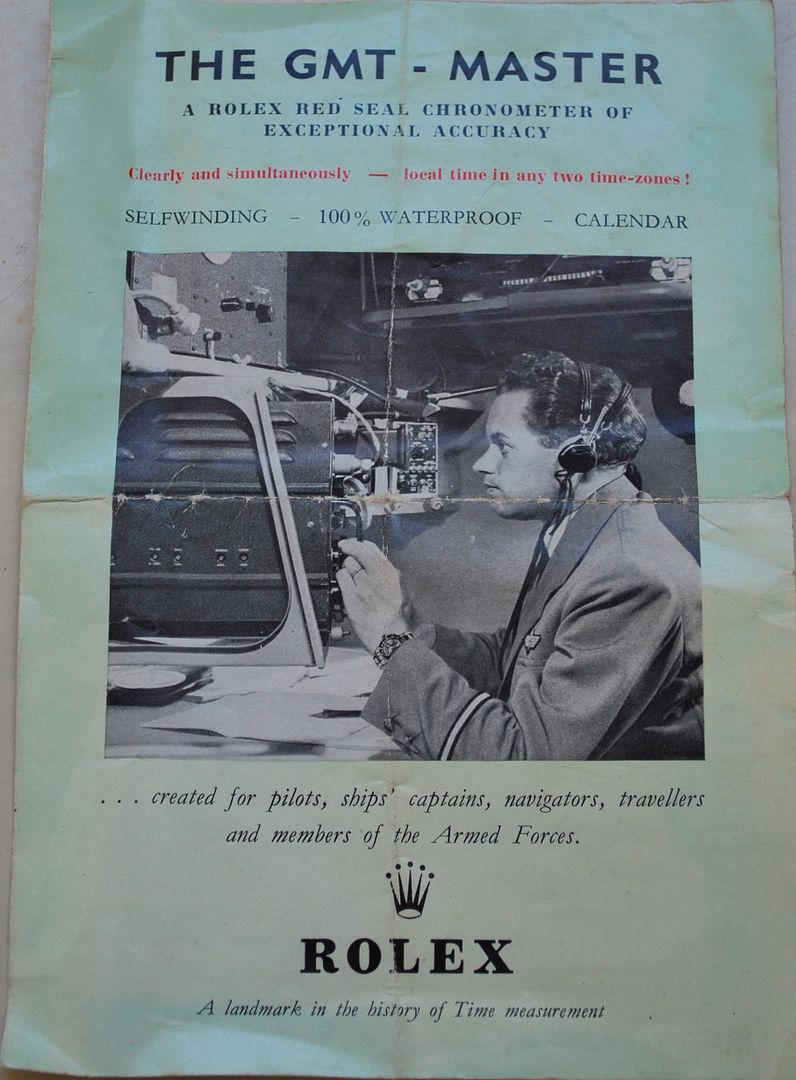 THE GMT - MASTER
A ROLEX RED SEAL CHRONOMETER OF
EXCEPTIONAL ACCURACY
Clearly and simultaneously — local time in any two time-zones!
SELFWINDING – 100% WATERPROOF – CALENDAR
... created for pilots, ships' captains, navigators, travellers
and members of the Armed Forces.
ROLEX
A landmark in the history of Time measurement